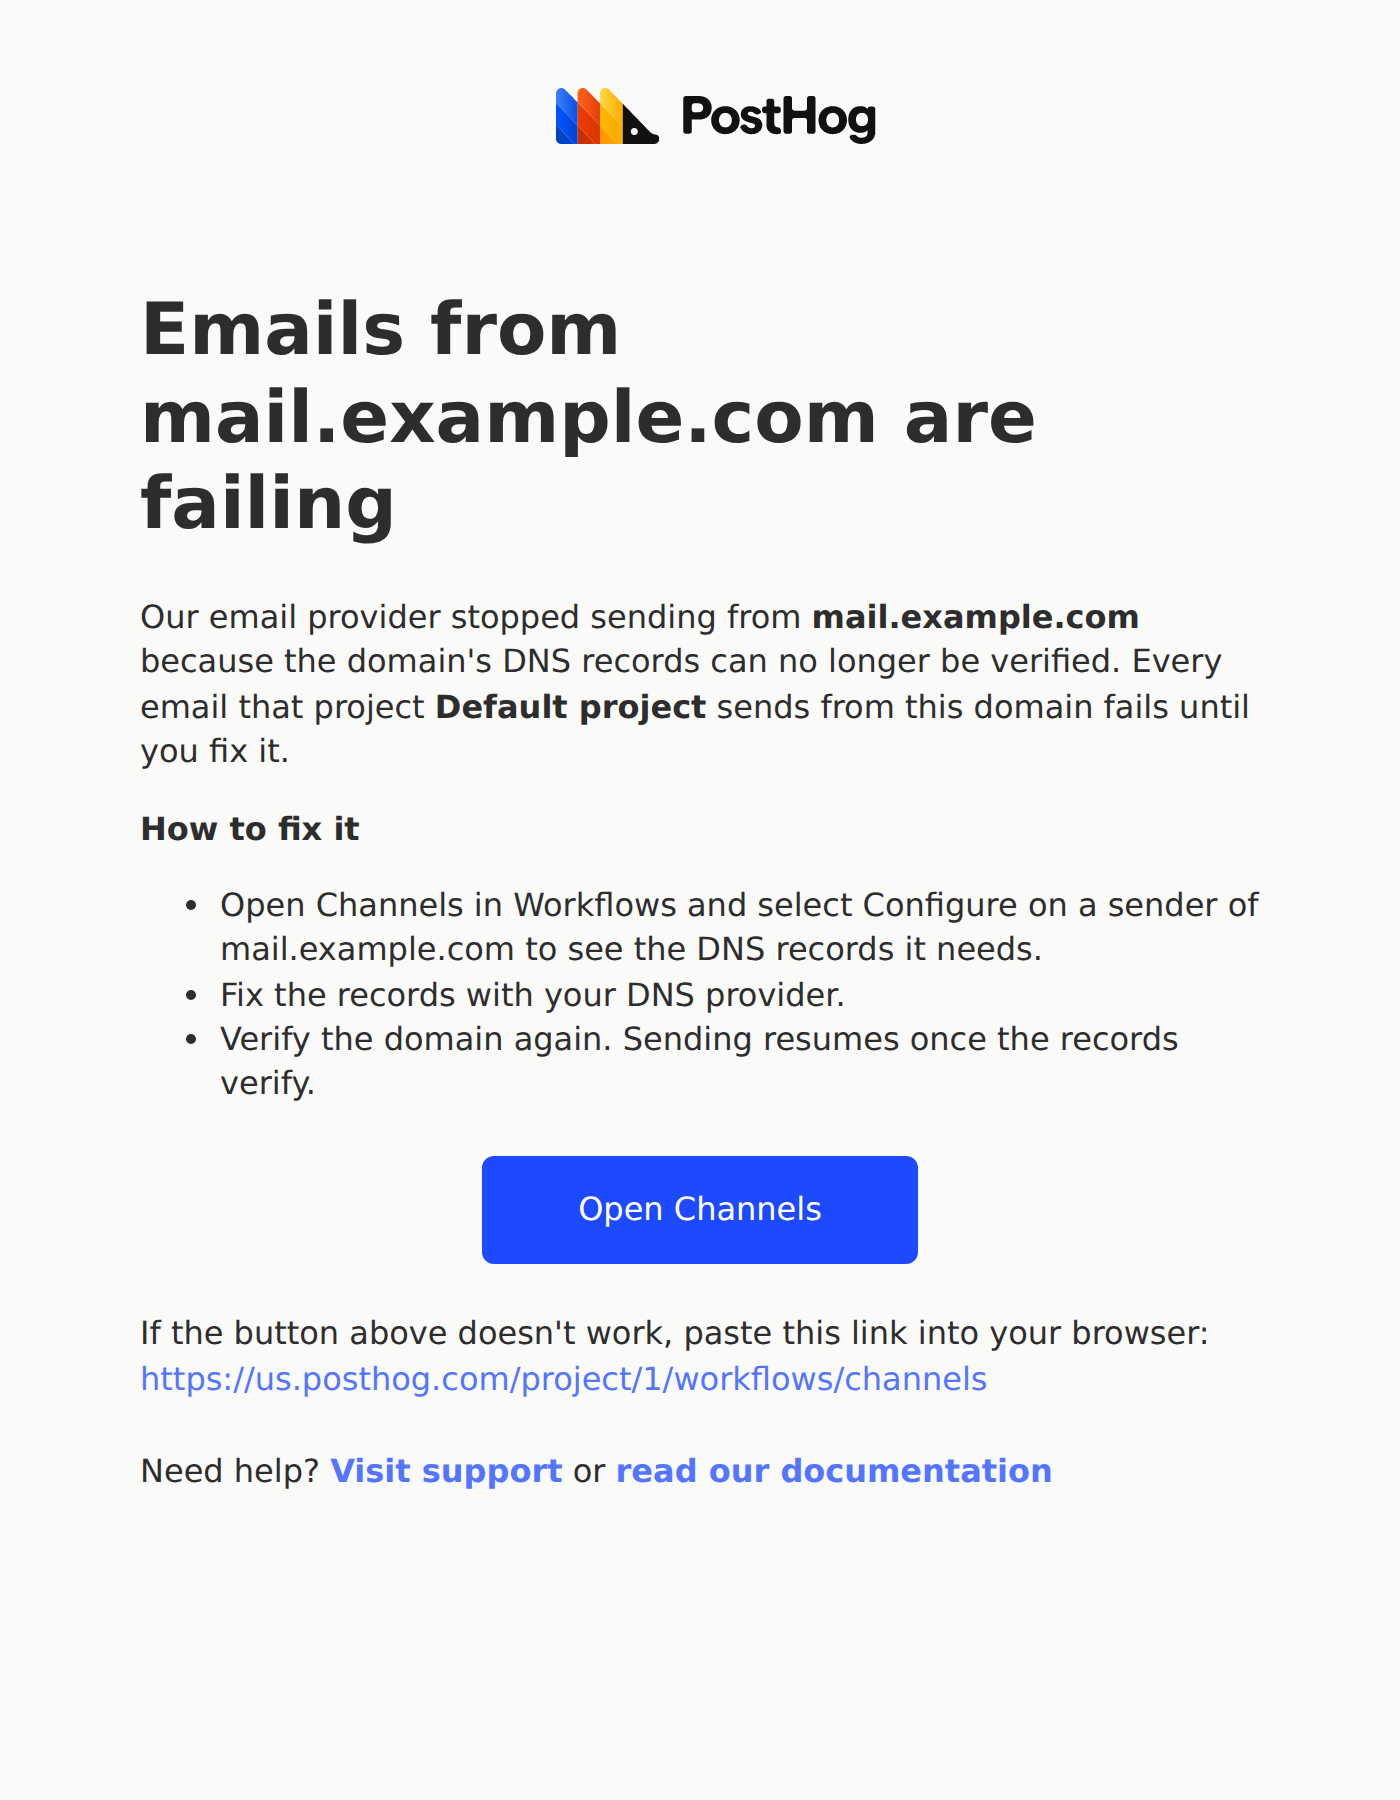 PostHog
Emails from
mail.example.com are
failing
Our email provider stopped sending from mail.example.com
because the domain's DNS records can no longer be verified. Every
email that project Default project sends from this domain fails until
you fix it.
How to fix it
• Open Channels in Workflows and select Configure on a sender of
mail.example.com to see the DNS records it needs.
• Fix the records with your DNS provider.
• Verify the domain again. Sending resumes once the records
verify.
Open Channels
If the button above doesn't work, paste this link into your browser:
https://us.posthog.com/project/1/workflows/channels
Need help? Visit support or read our documentation